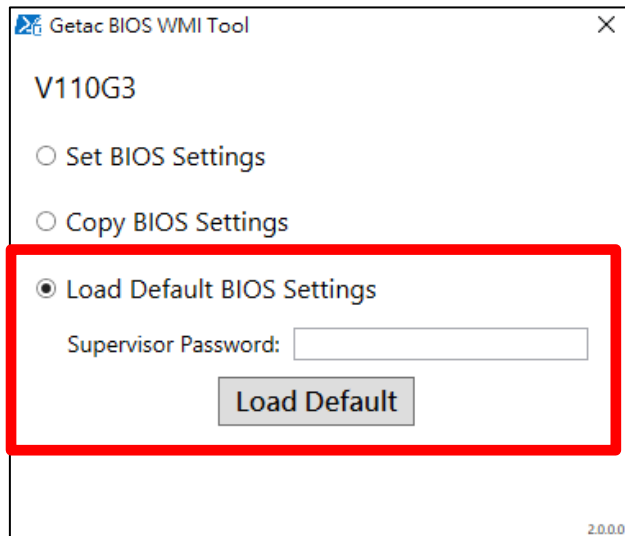 Getac BIOS WMI Tool
V110G3
Set BIOS Settings
Copy BIOS Settings
Load Default BIOS Settings
Supervisor Password:
Load Default
2.0.0.0